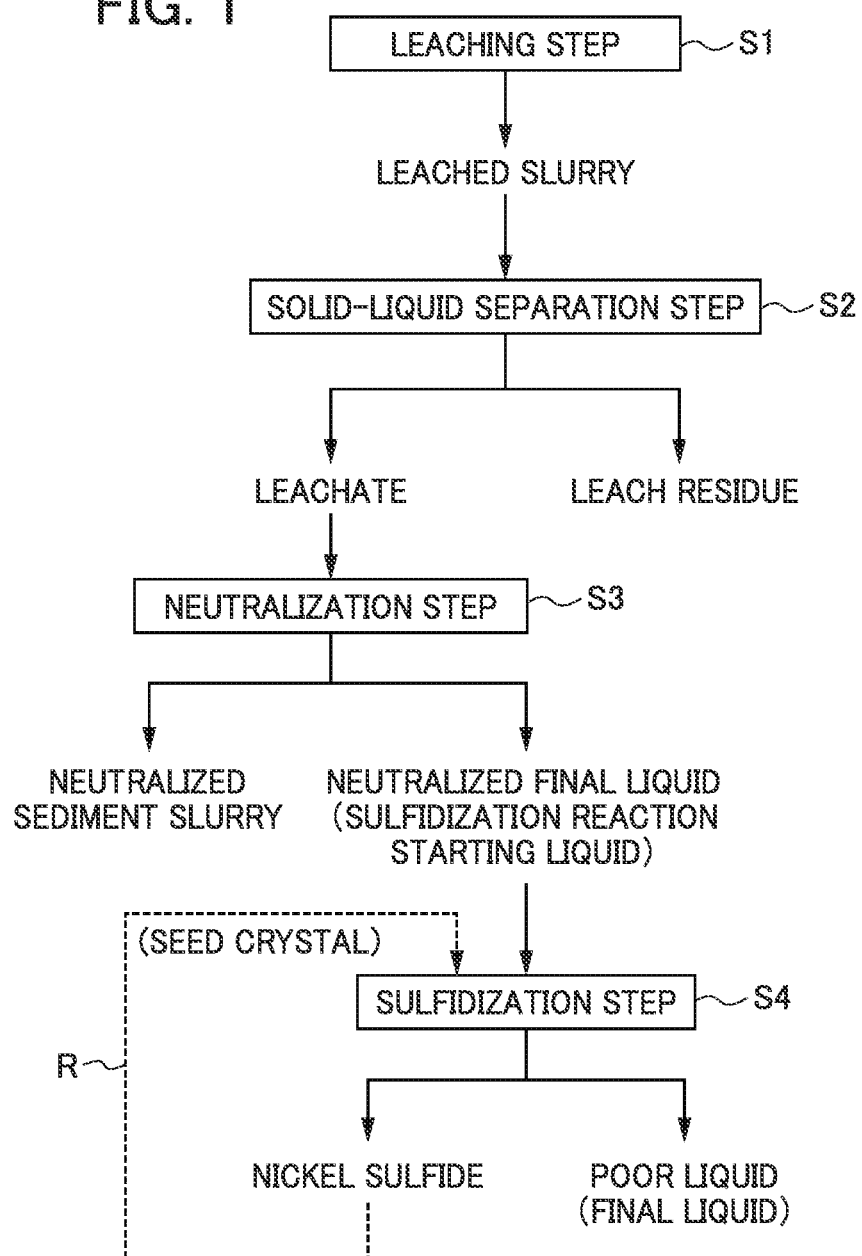 FIG. 1
LEACHING STEP
S1
LEACHED SLURRY
SOLID-LIQUID SEPARATION STEP
S2
LEACHATE
LEACH RESIDUE
NEUTRALIZATION STEP
S3
NEUTRALIZED
SEDIMENT SLURRY
NEUTRALIZED FINAL LIQUID
(SULFIDIZATION REACTION
STARTING LIQUID)
(SEED CRYSTAL)
SULFIDIZATION STEP
S4
R
NICKEL SULFIDE
POOR LIQUID
(FINAL LIQUID)